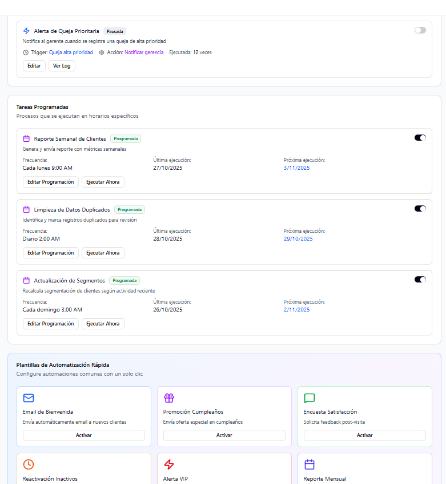 Alerta de Queja Prioritaria Pausada
Notifica al gerente cuando se registra una queja de alta prioridad
Trigger: Queja alta prioridad Acción: Notificar gerencia Ejecutada: 12 veces
Editar Ver Log
Tareas Programadas
Procesos que se ejecutan en horarios específicos
Reporte Semanal de Clientes Programada
Genera y envía reporte con métricas semanales
Frecuencia: Última ejecución: Próxima ejecución:
Cada lunes 9:00 AM 27/10/2025 3/11/2025
Editar Programación Ejecutar Ahora
Limpieza de Datos Duplicados Programada
Identifica y marca registros duplicados para revisión
Frecuencia: Última ejecución: Próxima ejecución:
Diario 2:00 AM 28/10/2025 29/10/2025
Editar Programación Ejecutar Ahora
Actualización de Segmentos Programada
Recalcula segmentación de clientes según actividad reciente
Frecuencia: Última ejecución: Próxima ejecución:
Cada domingo 3:00 AM 26/10/2025 2/11/2025
Editar Programación Ejecutar Ahora
Plantillas de Automatización Rápida
Configure automaciones comunes con un solo clic
Email de Bienvenida Promoción Cumpleaños Encuesta Satisfacción
Envía automáticamente email a nuevos clientes Envía oferta especial en cumpleaños Solicita feedback post-visita
Activar Activar Activar
Reactivación Inactivos Alerta VIP Reporte Mensual